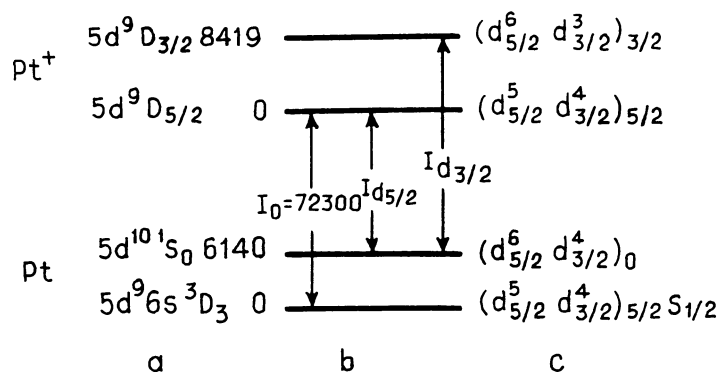 Pt⁺ 5d⁹ D₃/₂ 8419 (d⁶₅/₂ d³₃/₂)₃/₂
5d⁹ D₅/₂ 0 (d⁵₅/₂ d⁴₃/₂)₅/₂
I₀=72300 Id₅/₂ Id₃/₂
Pt 5d¹⁰ ¹S₀ 6140 (d⁶₅/₂ d⁴₃/₂)₀
5d⁹6s ³D₃ 0 (d⁵₅/₂ d⁴₃/₂)₅/₂ S₁/₂
a b c